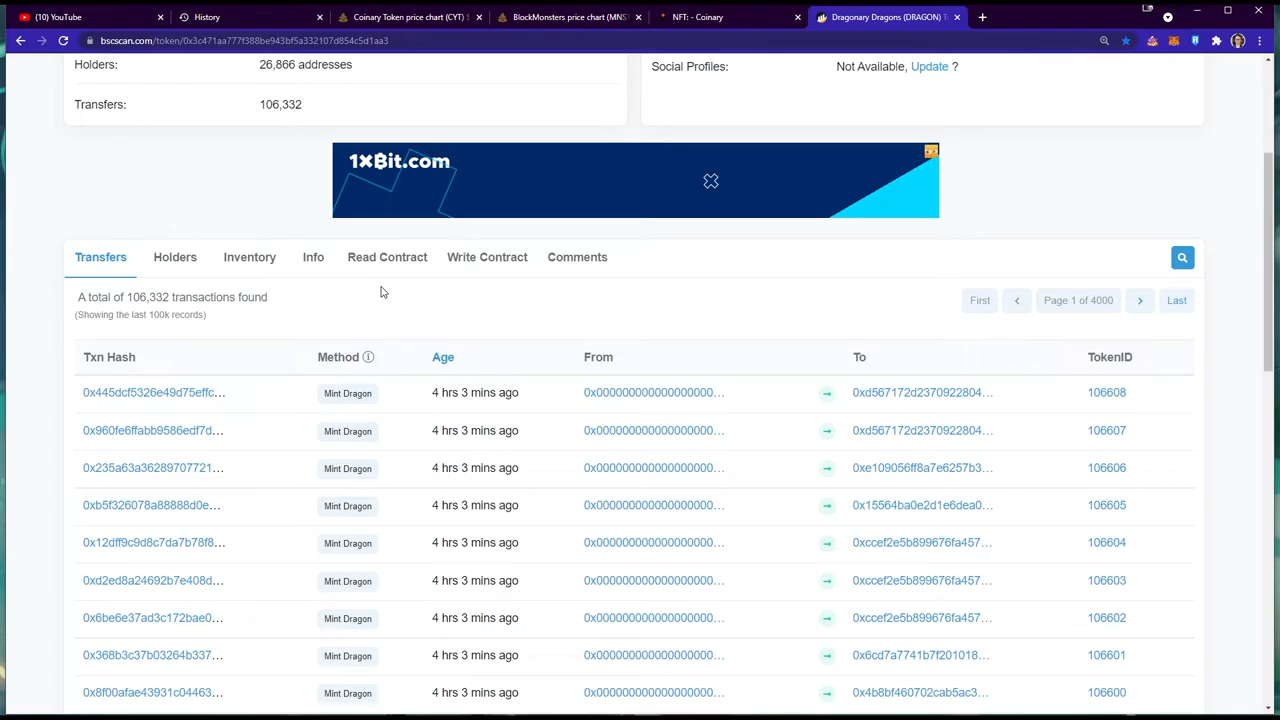 (10) YouTube
History
Coinary Token price chart (CYT) $
BlockMonsters price chart (MNS
NFT: - Coinary
Dragonary Dragons (DRAGON) T
bscscan.com/token/0x3c471aa777f388be943bf5a332107d854c5d1aa3
Holders: 26,866 addresses
Social Profiles: Not Available, Update ?
Transfers: 106,332
1XBit.com
Transfers Holders Inventory Info Read Contract Write Contract Comments
A total of 106,332 transactions found
(Showing the last 100k records)
First Page 1 of 4000 Last
Txn Hash Method Age From To TokenID
0x445dcf5326e49d75effc... Mint Dragon 4 hrs 3 mins ago 0x000000000000000000... 0xd567172d2370922804... 106608
0x960fe6ffabb9586edf7d... Mint Dragon 4 hrs 3 mins ago 0x000000000000000000... 0xd567172d2370922804... 106607
0x235a63a36289707721... Mint Dragon 4 hrs 3 mins ago 0x000000000000000000... 0xe109056ff8a7e6257b3... 106606
0xb5f326078a88888d0e... Mint Dragon 4 hrs 3 mins ago 0x000000000000000000... 0x15564ba0e2d1e6dea0... 106605
0x12dff9c9d8c7da7b78f8... Mint Dragon 4 hrs 3 mins ago 0x000000000000000000... 0xccef2e5b899676fa457... 106604
0xd2ed8a24692b7e408d... Mint Dragon 4 hrs 3 mins ago 0x000000000000000000... 0xccef2e5b899676fa457... 106603
0x6be6e37ad3c172bae0... Mint Dragon 4 hrs 3 mins ago 0x000000000000000000... 0xccef2e5b899676fa457... 106602
0x368b3c37b03264b337... Mint Dragon 4 hrs 3 mins ago 0x000000000000000000... 0x6cd7a7741b7f201018... 106601
0x8f00afae43931c04463... Mint Dragon 4 hrs 3 mins ago 0x000000000000000000... 0x4b8bf460702cab5ac3... 106600